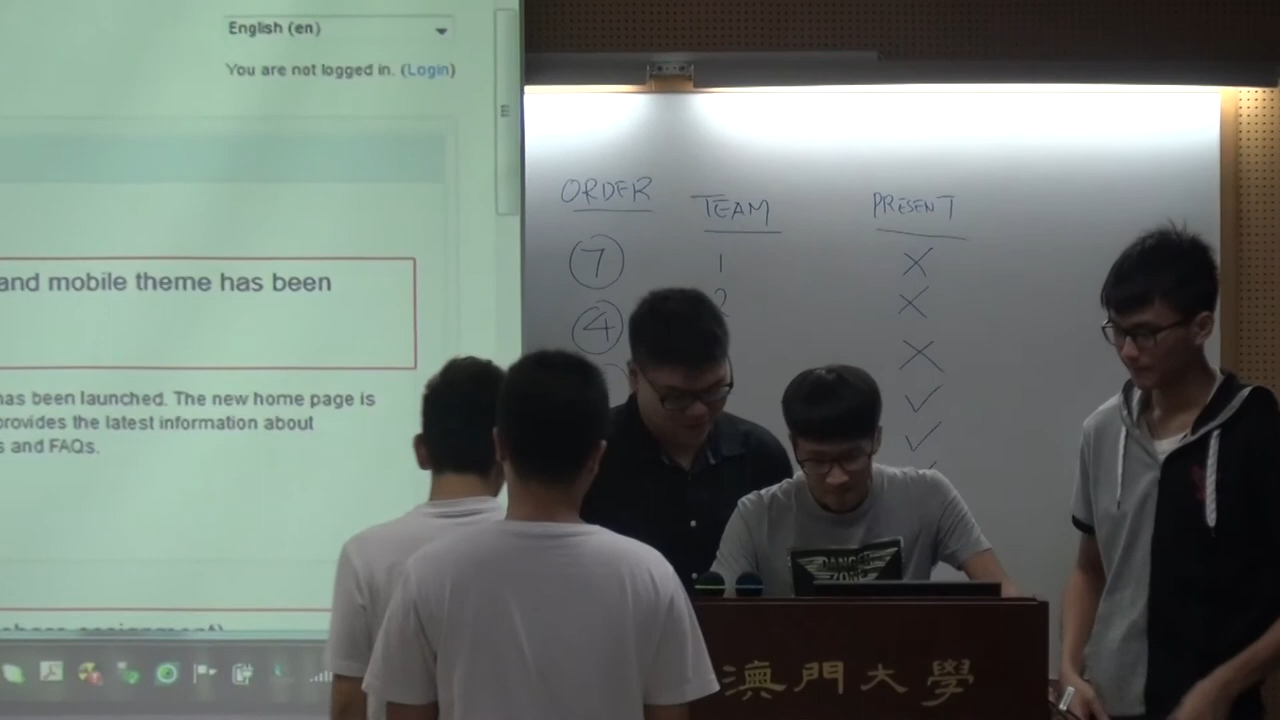 English (en)
You are not logged in. (Login)
and mobile theme has been
has been launched. The new home page is
provides the latest information about
s and FAQs.
ORDER TEAM PRESENT
7 1 X
4 2 X
X
✓
✓
DANGER
ZONE
澳門大學